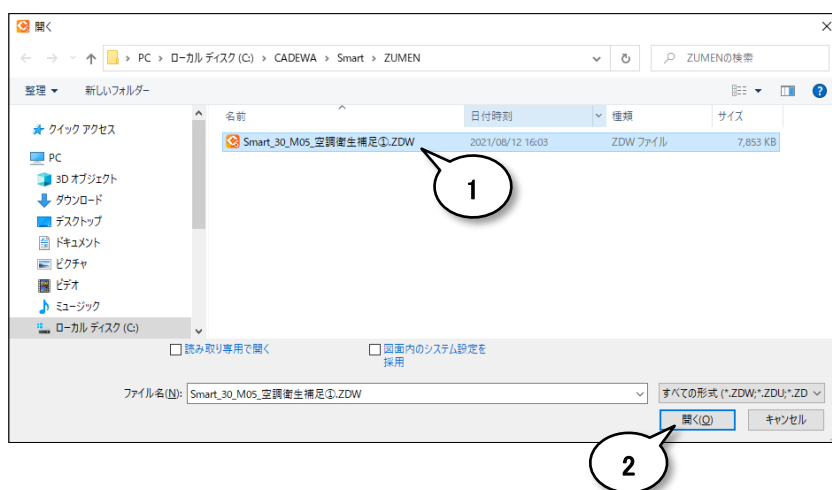 開く
PC › ローカル ディスク (C:) › CADEWA › Smart › ZUMEN
ZUMENの検索
整理 新しいフォルダー
名前 日付時刻 種類 サイズ
クイック アクセス
Smart_30_M05_空調衛生補足①.ZDW 2021/08/12 16:03 ZDW ファイル 7,853 KB
PC
3D オブジェクト
ダウンロード
デスクトップ
ドキュメント
ピクチャ
ビデオ
ミュージック
ローカル ディスク (C:)
1
読み取り専用で開く
図面内のシステム設定を
採用
ファイル名(N): Smart_30_M05_空調衛生補足①.ZDW すべての形式 (*.ZDW;*.ZDU;*.ZD
開く(O) キャンセル
2